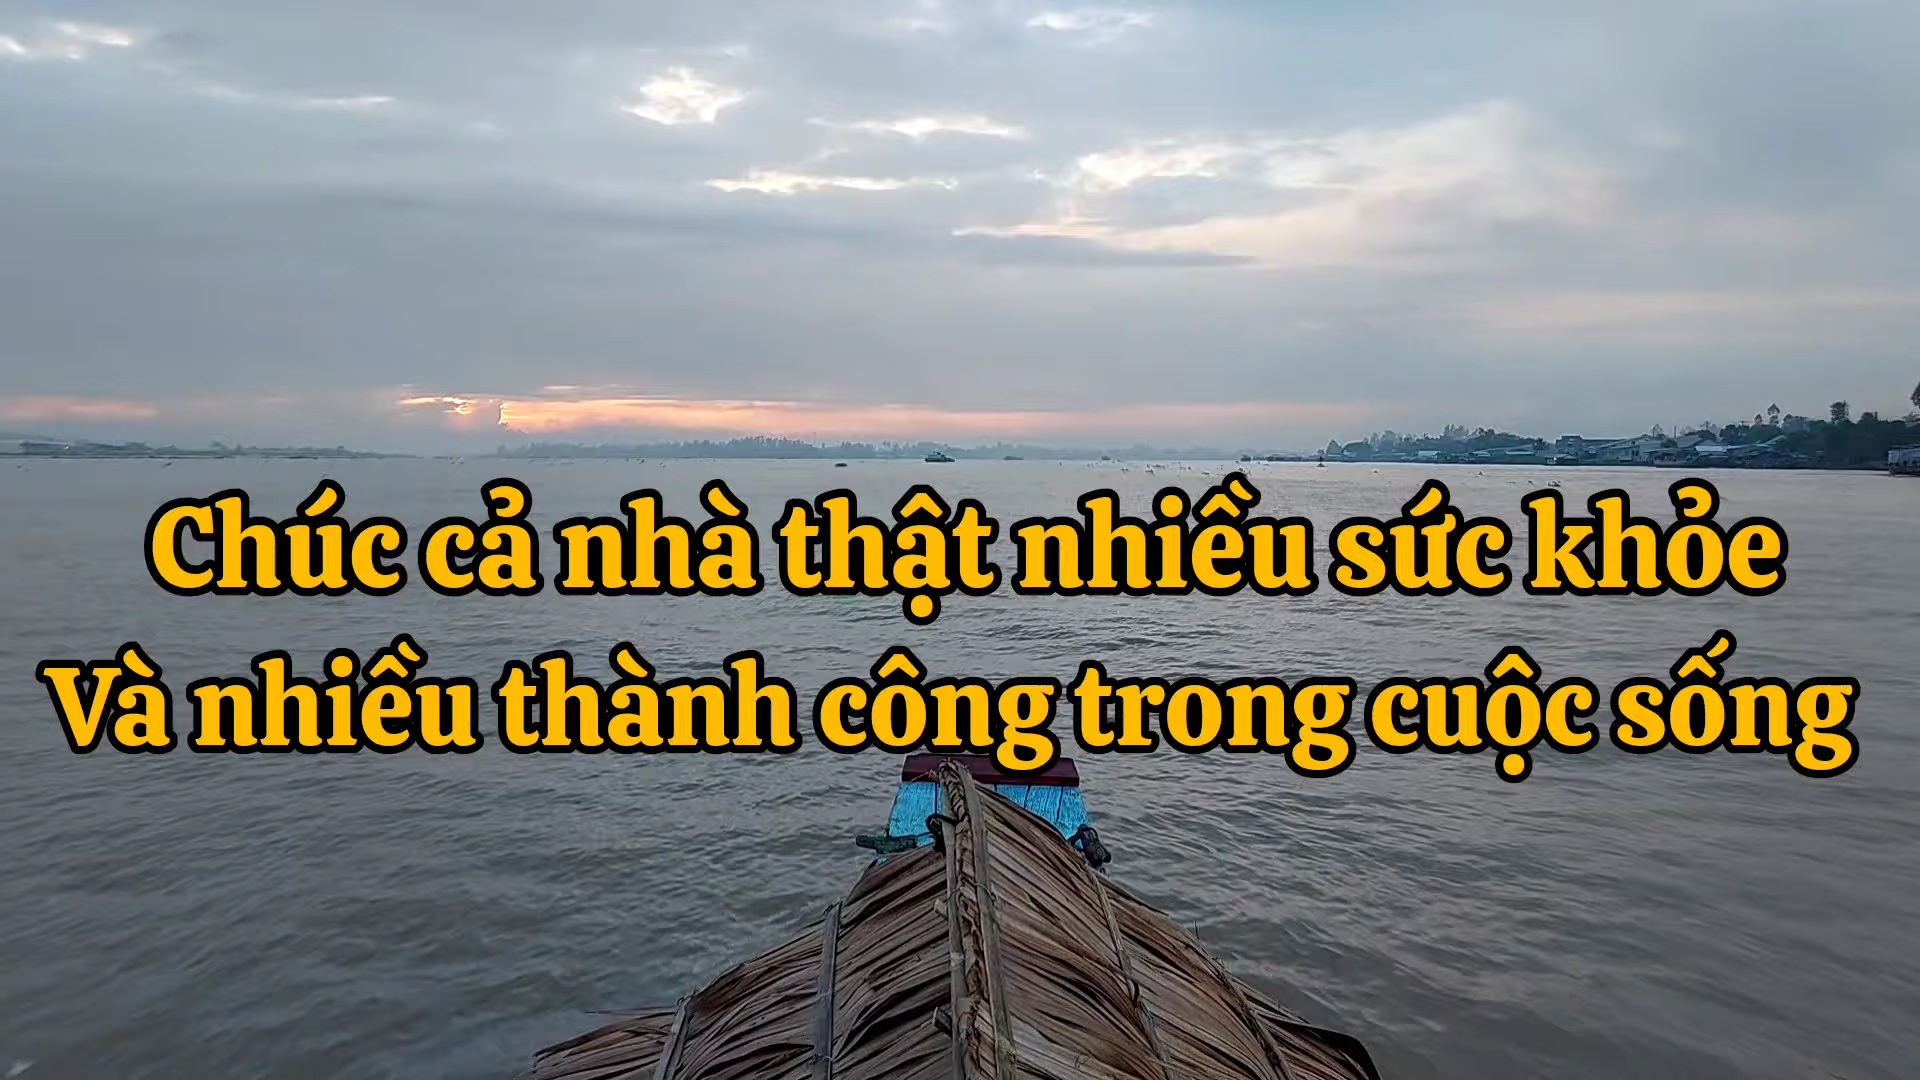 Chúc cả nhà thật nhiều sức khỏe
Và nhiều thành công trong cuộc sống